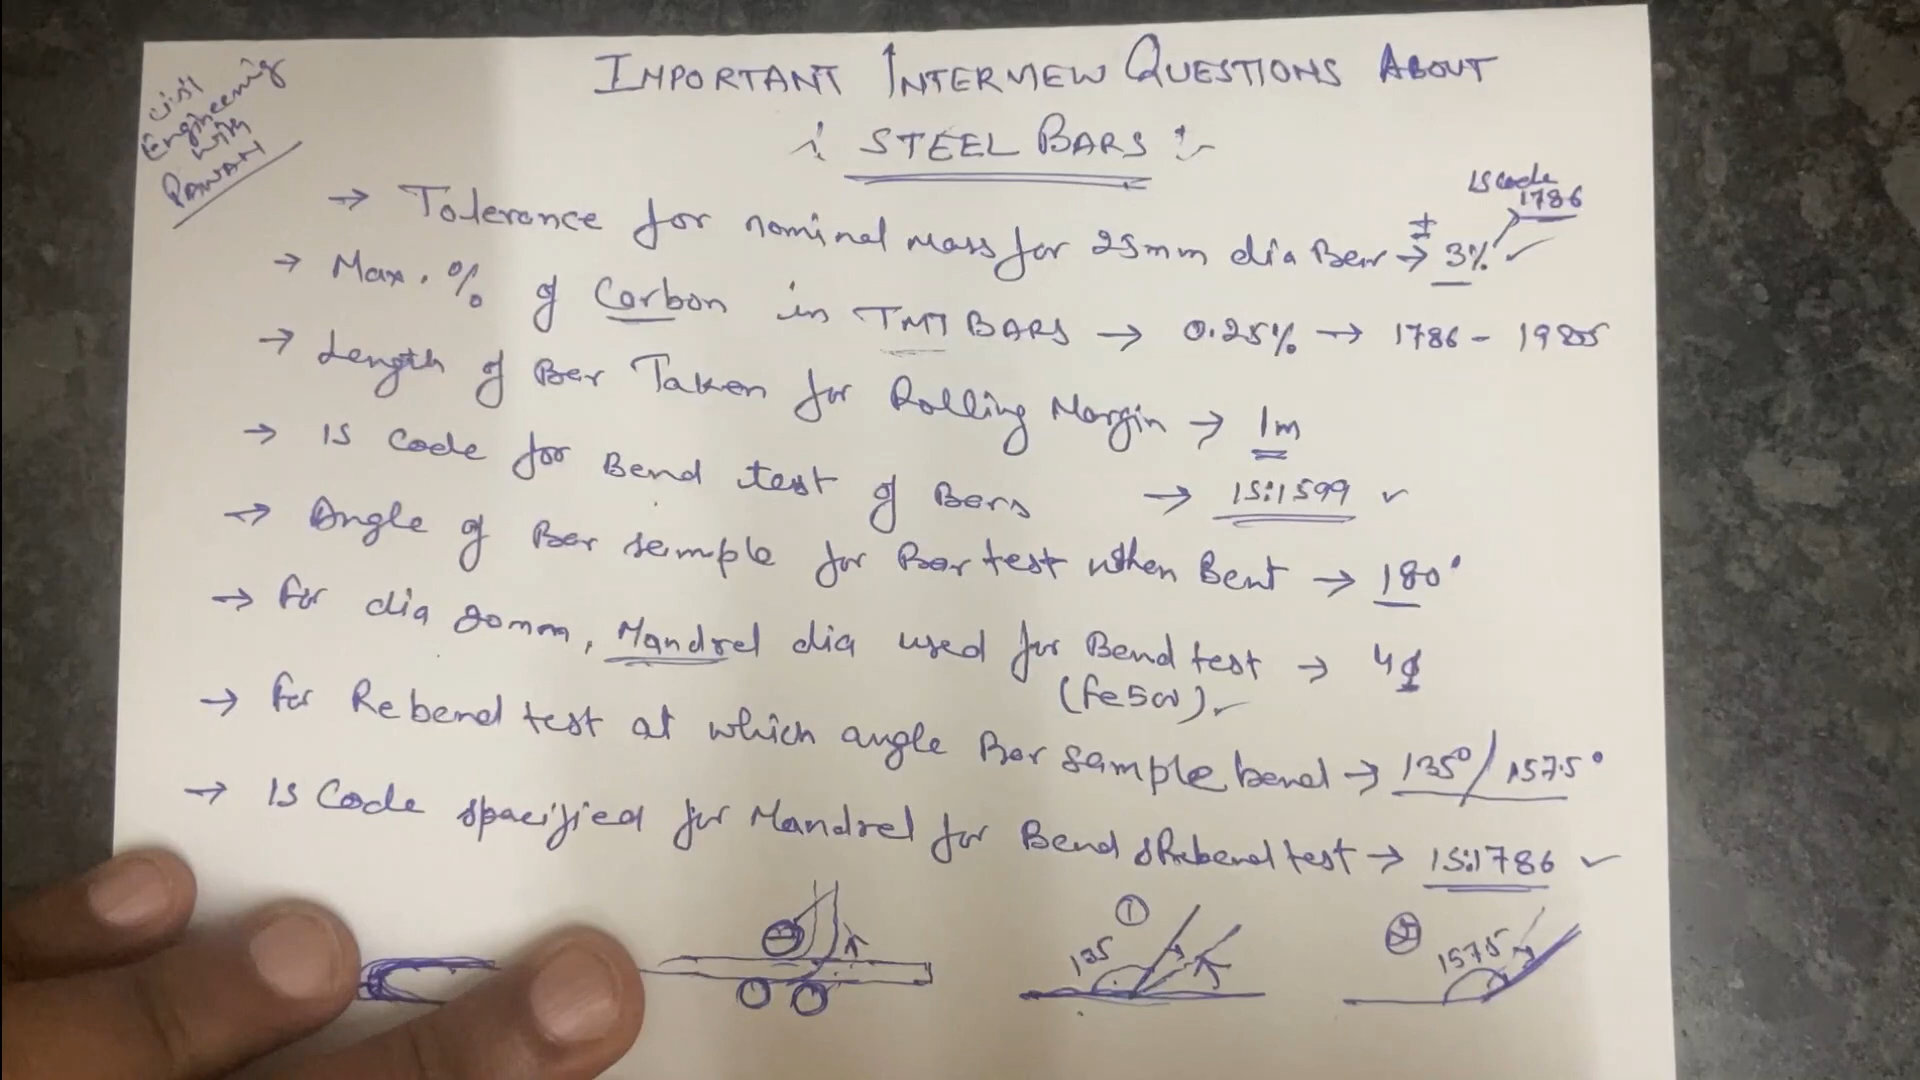 Civil
Engineering
with
PAWAN
IMPORTANT INTERVIEW QUESTIONS ABOUT
STEEL BARS :-
IS code
1786
→ Tolerance for nominal mass for 25mm dia Bar → ± 3% ✓
→ Max. % of Carbon in TMT BARS → 0.25% → 1786 - 1985
→ Length of Bar Taken for Rolling Margin → 1m
→ IS Code for Bend test of Bars → IS:1599 ✓
→ Angle of Bar sample for Bar test when Bent → 180°
→ for dia 20mm, Mandrel dia used for Bend test → 4φ
(fe500) ✓
→ for Rebend test at which angle Bar sample bend → 135°/157.5°
→ IS Code specified for Mandrel for Bend & Rebend test → IS:1786 ✓
①
135
②
157.5